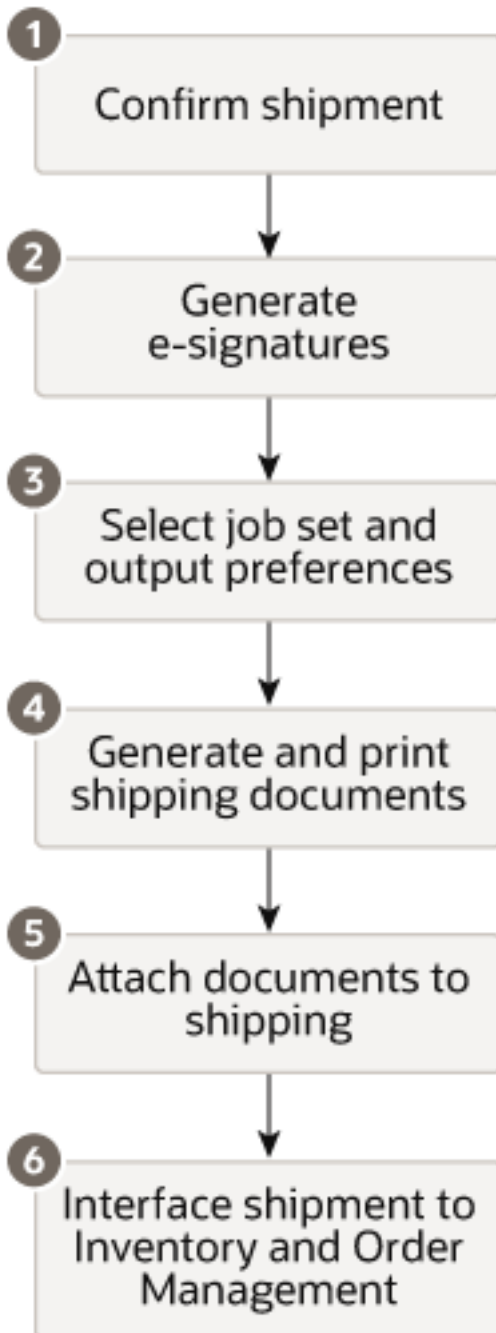 1
Confirm shipment
2
Generate
e-signatures
3
Select job set and
output preferences
4
Generate and print
shipping documents
5
Attach documents to
shipping
6
Interface shipment to
Inventory and Order
Management